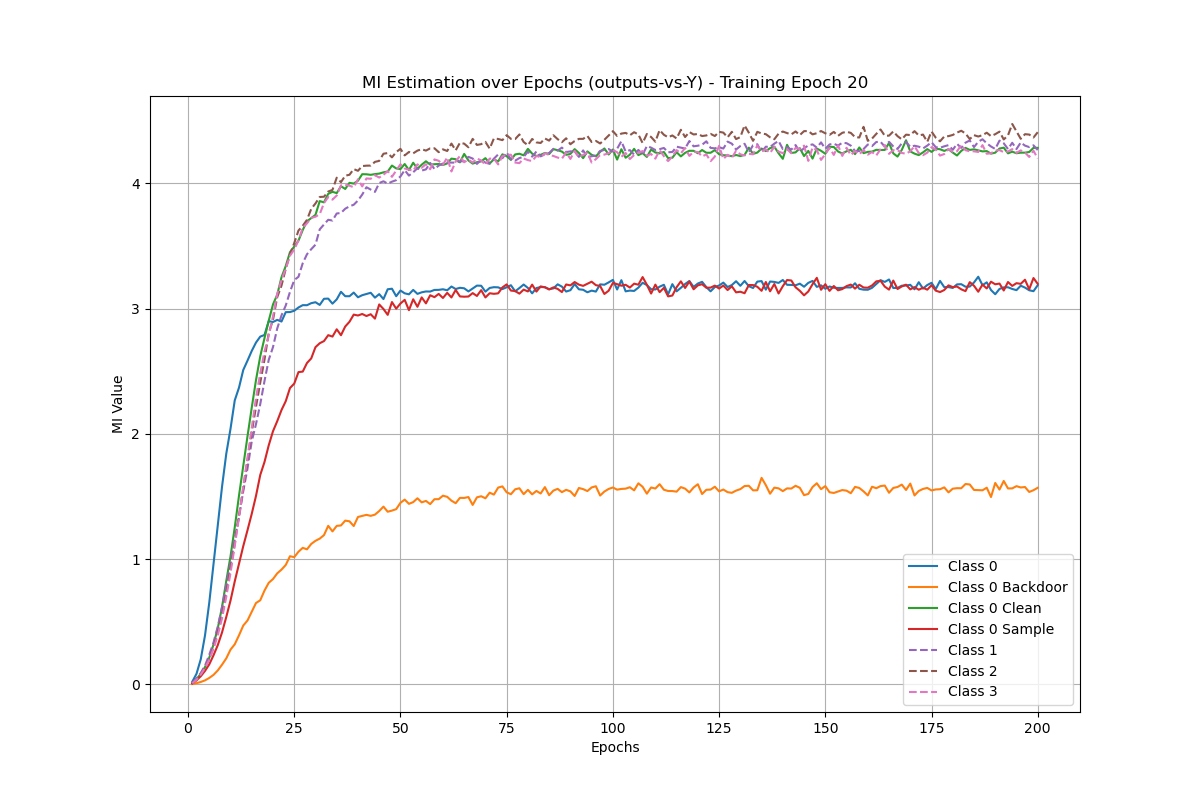 MI Estimation over Epochs (outputs-vs-Y) - Training Epoch 20
MI Value
4
3
2
1
0
0 25 50 75 100 125 150 175 200
Epochs
Class 0
Class 0 Backdoor
Class 0 Clean
Class 0 Sample
Class 1
Class 2
Class 3